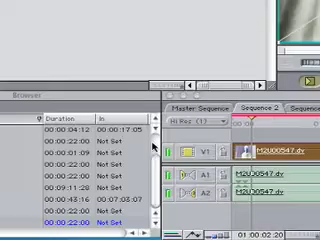 Browser
Duration In
00:00:04:12 00:00:17:05
00:00:22:00 Not Set
00:00:01:09 Not Set
00:00:22:00 Not Set
00:00:22:00 Not Set
00:09:11:28 Not Set
00:00:43:16 00:07:03:07
00:00:22:00 Not Set
00:00:22:00 Not Set
Master Sequence Sequence 2 Sequence
Hi Res (1)
00:00
V1 M2U00547.dv
A1 M2U00547.dv
A2 M2U00547.dv
01:00:02:20